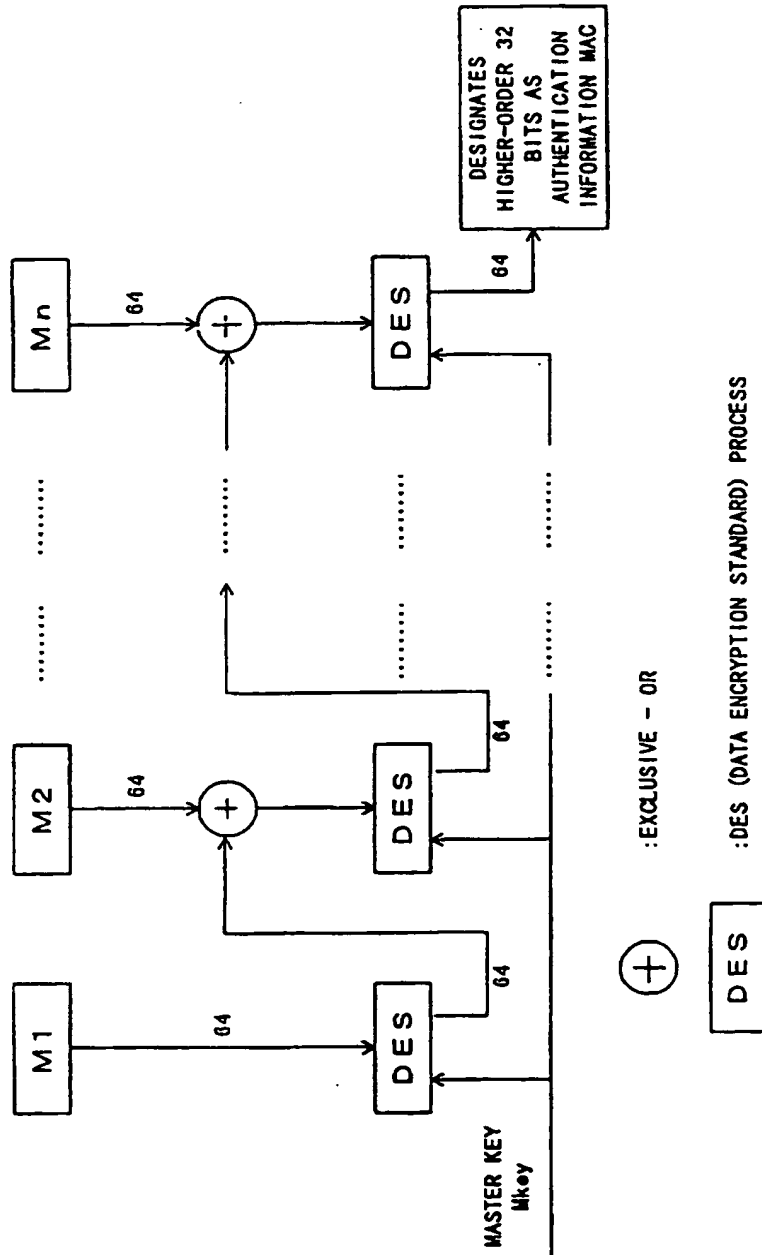 M1
M2
........
........
Mn
64
64
64
........
........
DES
DES
........
DES
64
64
64
DESIGNATES
HIGHER-ORDER 32
BITS AS
AUTHENTICATION
INFORMATION MAC
MASTER KEY
Mkey
........
........
:EXCLUSIVE - OR
DES
:DES (DATA ENCRYPTION STANDARD) PROCESS